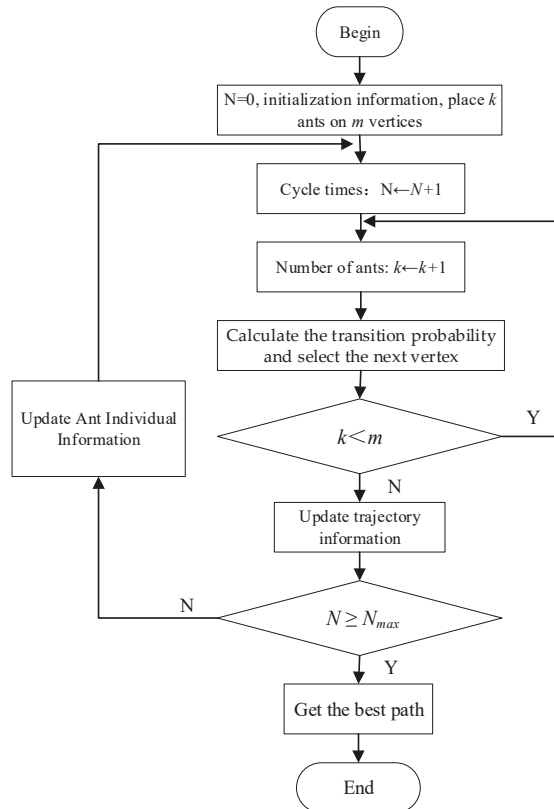 Begin
N=0, initialization information, place k
ants on m vertices
Cycle times：N←N+1
Number of ants: k←k+1
Calculate the transition probability
and select the next vertex
Update Ant Individual
Information
k＜m
Y
N
Update trajectory
information
N
N ≥ Nmax
Y
Get the best path
End